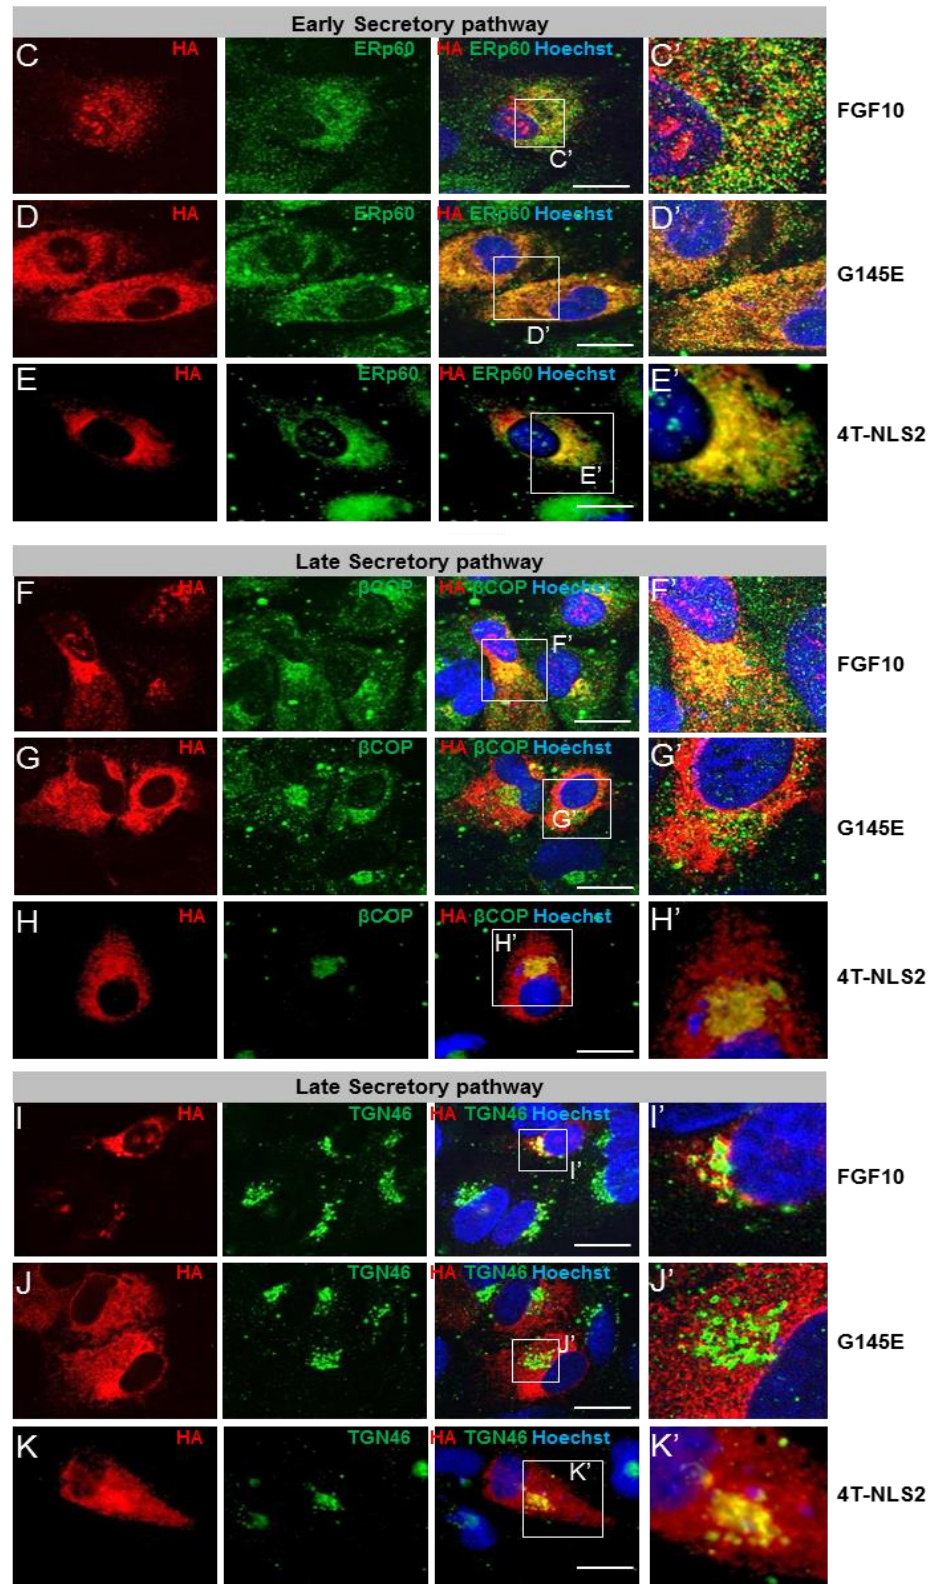 Early Secretory pathway
C HA ERp60 HA ERp60 Hoechst C’
C’
FGF10
D HA ERp60 HA ERp60 Hoechst D’
D’
G145E
E HA ERp60 HA ERp60 Hoechst E’
E’
4T-NLS2
Late Secretory pathway
F HA βCOP HA βCOP Hoechst F’
F’
FGF10
G HA βCOP HA βCOP Hoechst G’
G’
G145E
H HA βCOP HA βCOP Hoechst H’
H’
4T-NLS2
Late Secretory pathway
I HA TGN46 HA TGN46 Hoechst I’
I’
FGF10
J HA TGN46 HA TGN46 Hoechst J’
J’
G145E
K HA TGN46 HA TGN46 Hoechst K’
K’
4T-NLS2